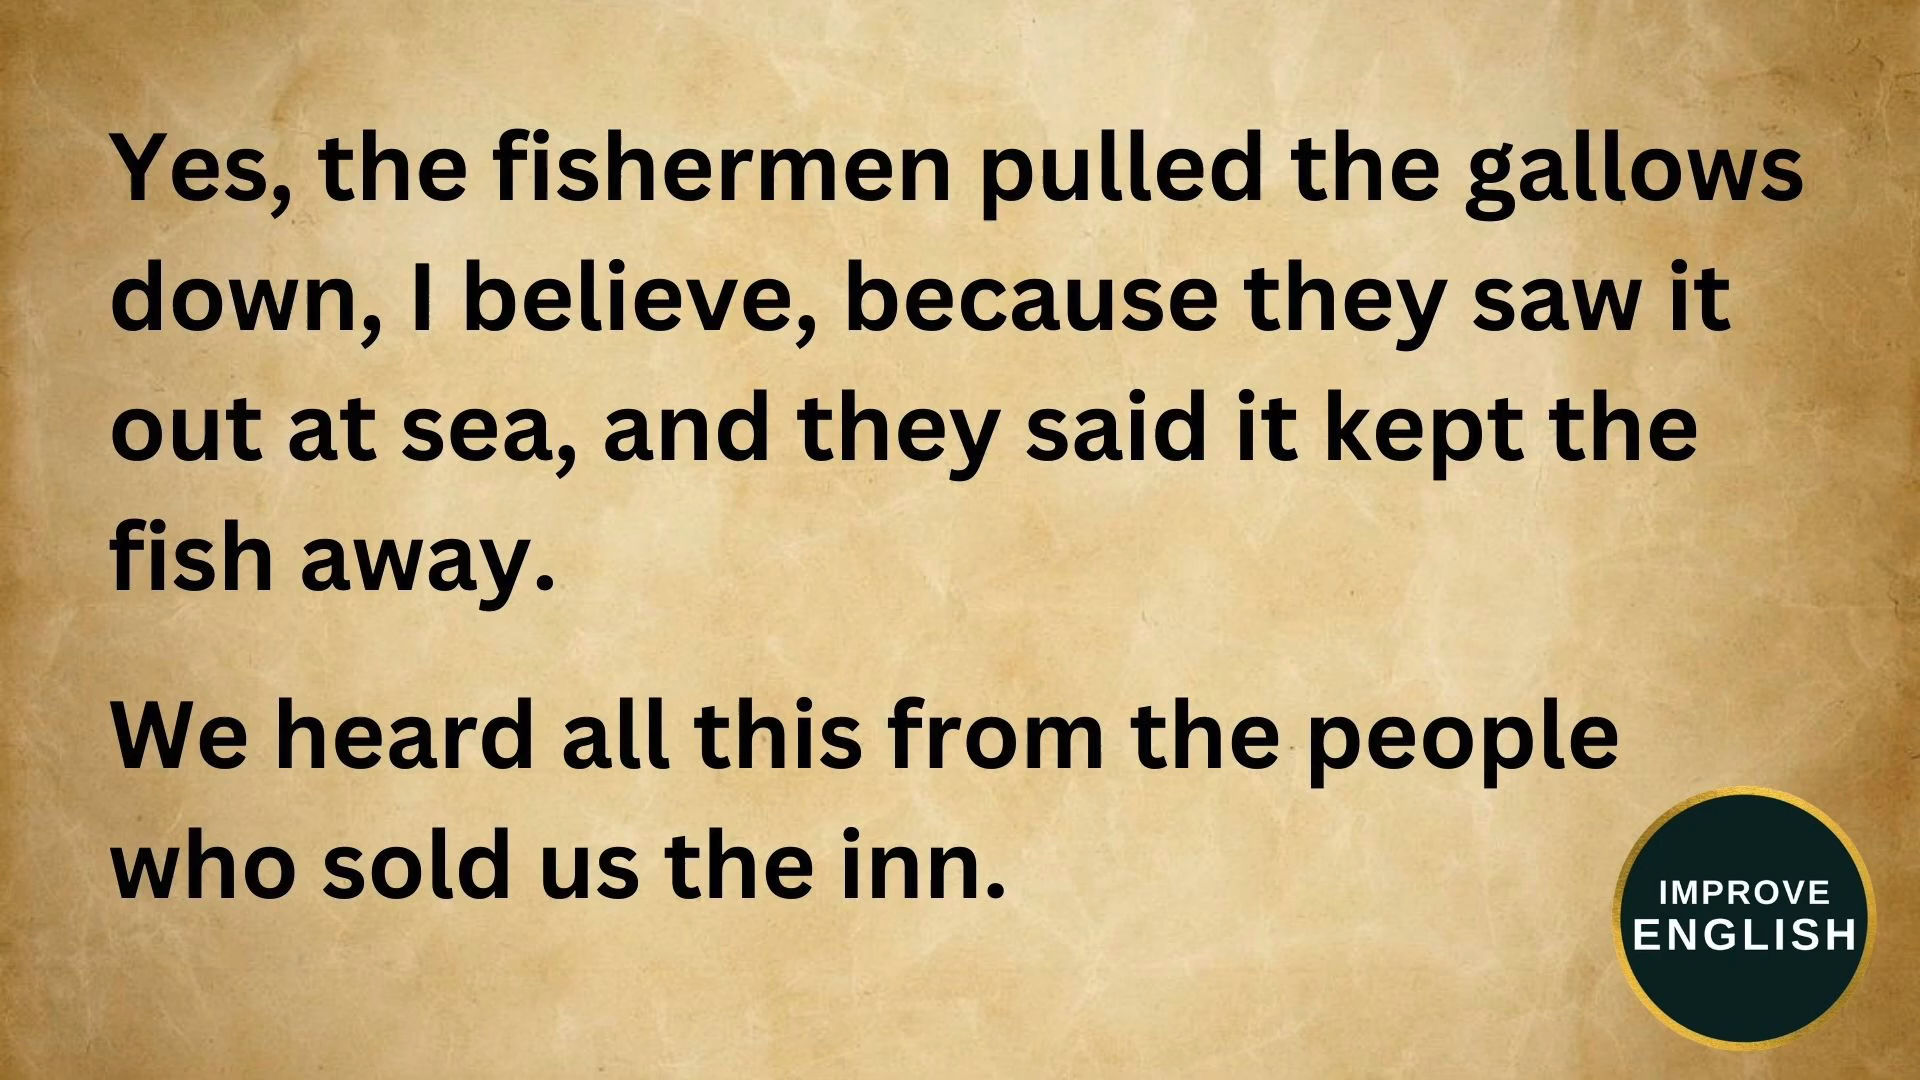 Yes, the fishermen pulled the gallows
down, I believe, because they saw it
out at sea, and they said it kept the
fish away.
We heard all this from the people
who sold us the inn.
IMPROVE
ENGLISH